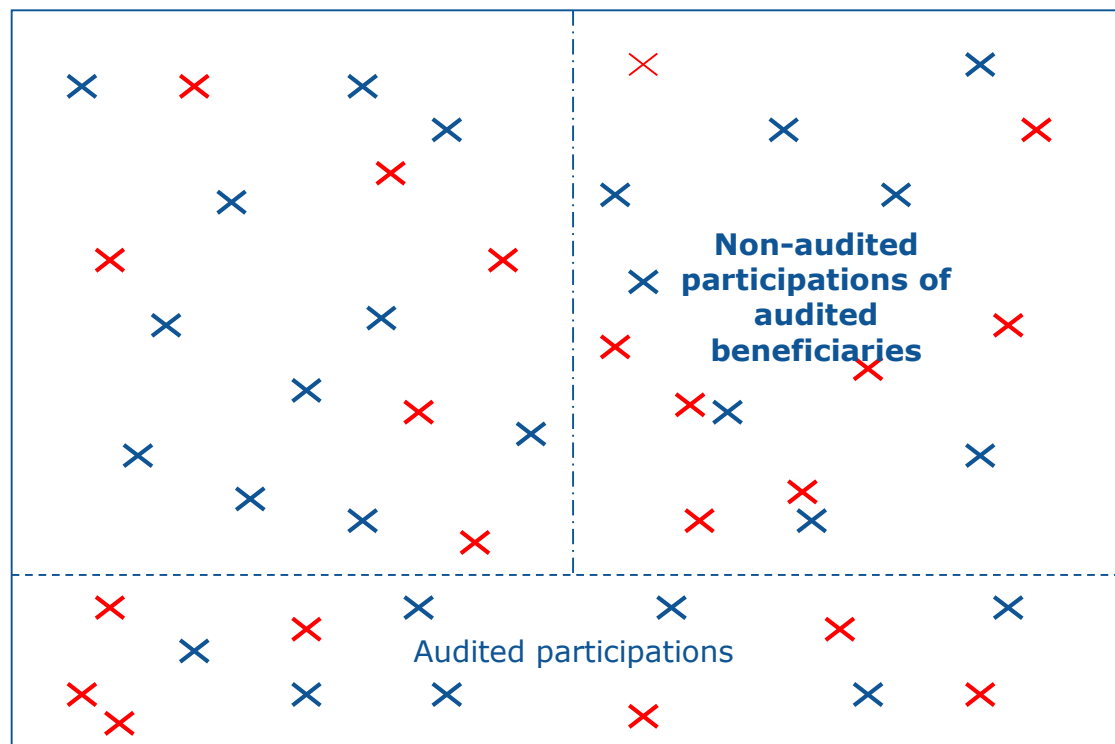 Non-audited
participations of
audited
beneficiaries
Audited participations